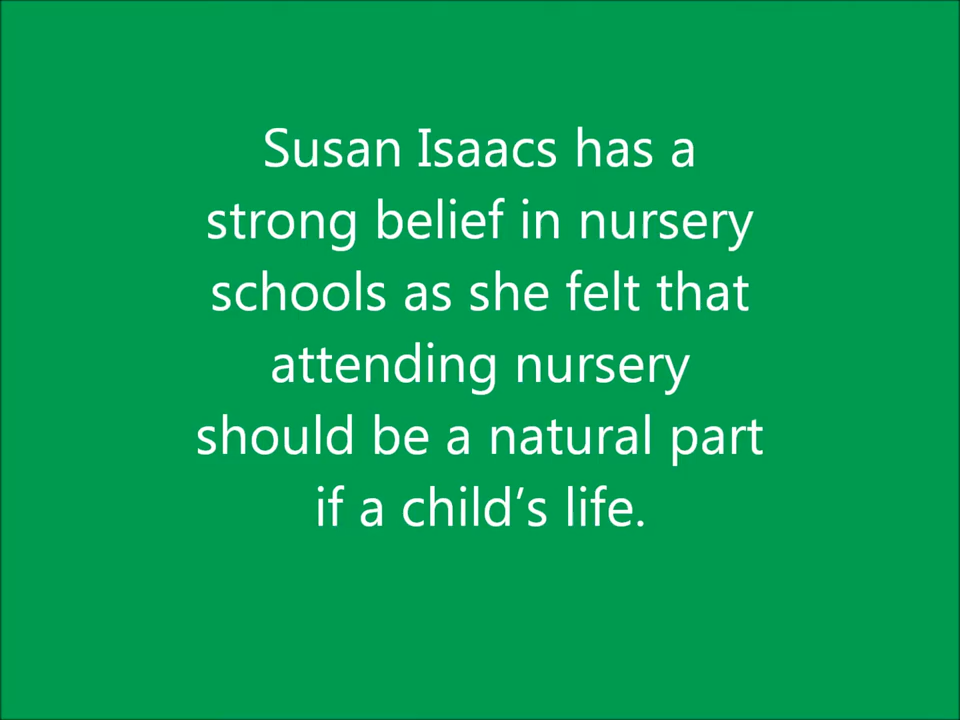 Susan Isaacs has a
strong belief in nursery
schools as she felt that
attending nursery
should be a natural part
if a child’s life.